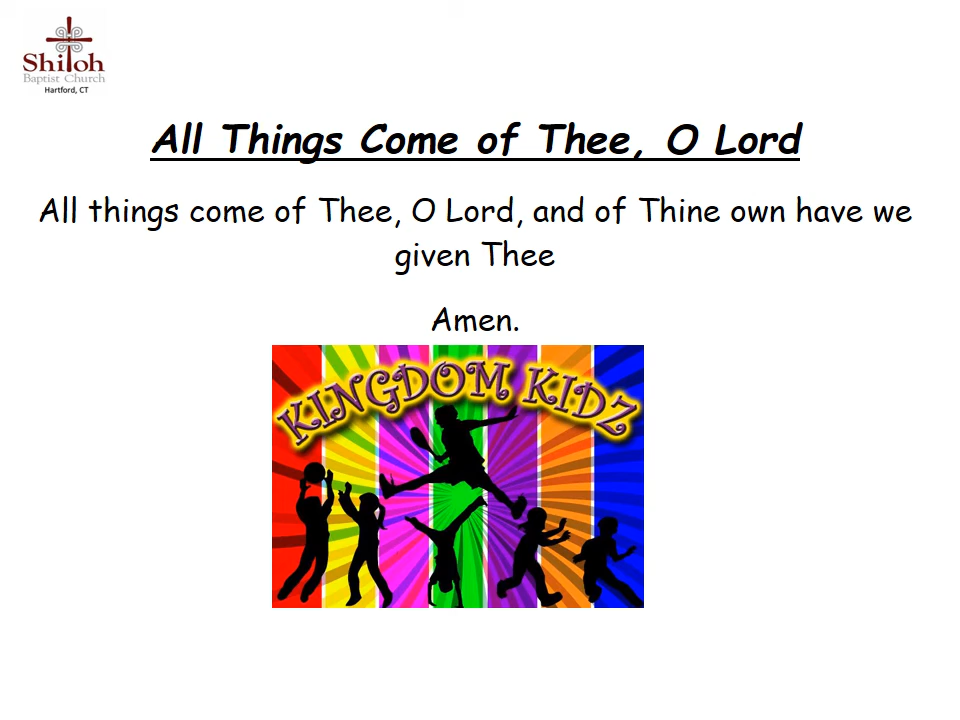 Shiloh
Baptist Church
Hartford, CT
All Things Come of Thee, O Lord
All things come of Thee, O Lord, and of Thine own have we
given Thee
Amen.
KINGDOM KIDZ